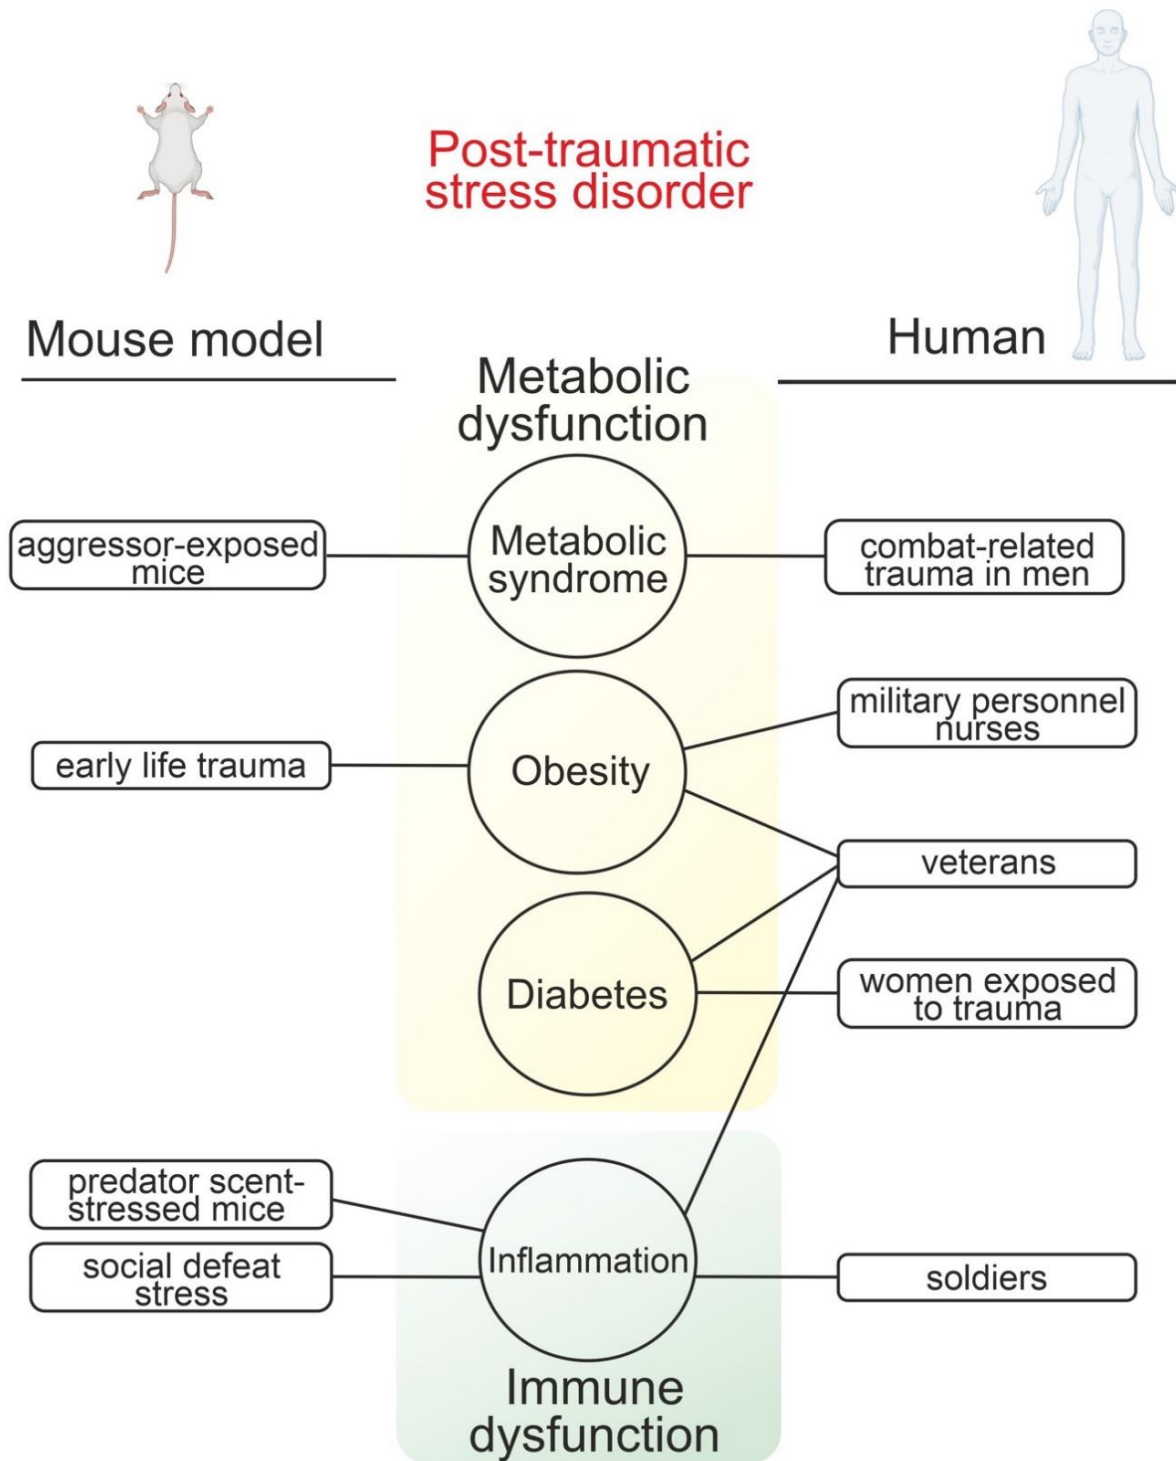 Post-traumatic
stress disorder
Mouse model
Human
Metabolic
dysfunction
aggressor-exposed
mice
Metabolic
syndrome
combat-related
trauma in men
military personnel
nurses
early life trauma
Obesity
veterans
Diabetes
women exposed
to trauma
predator scent-
stressed mice
social defeat
stress
Inflammation
soldiers
Immune
dysfunction